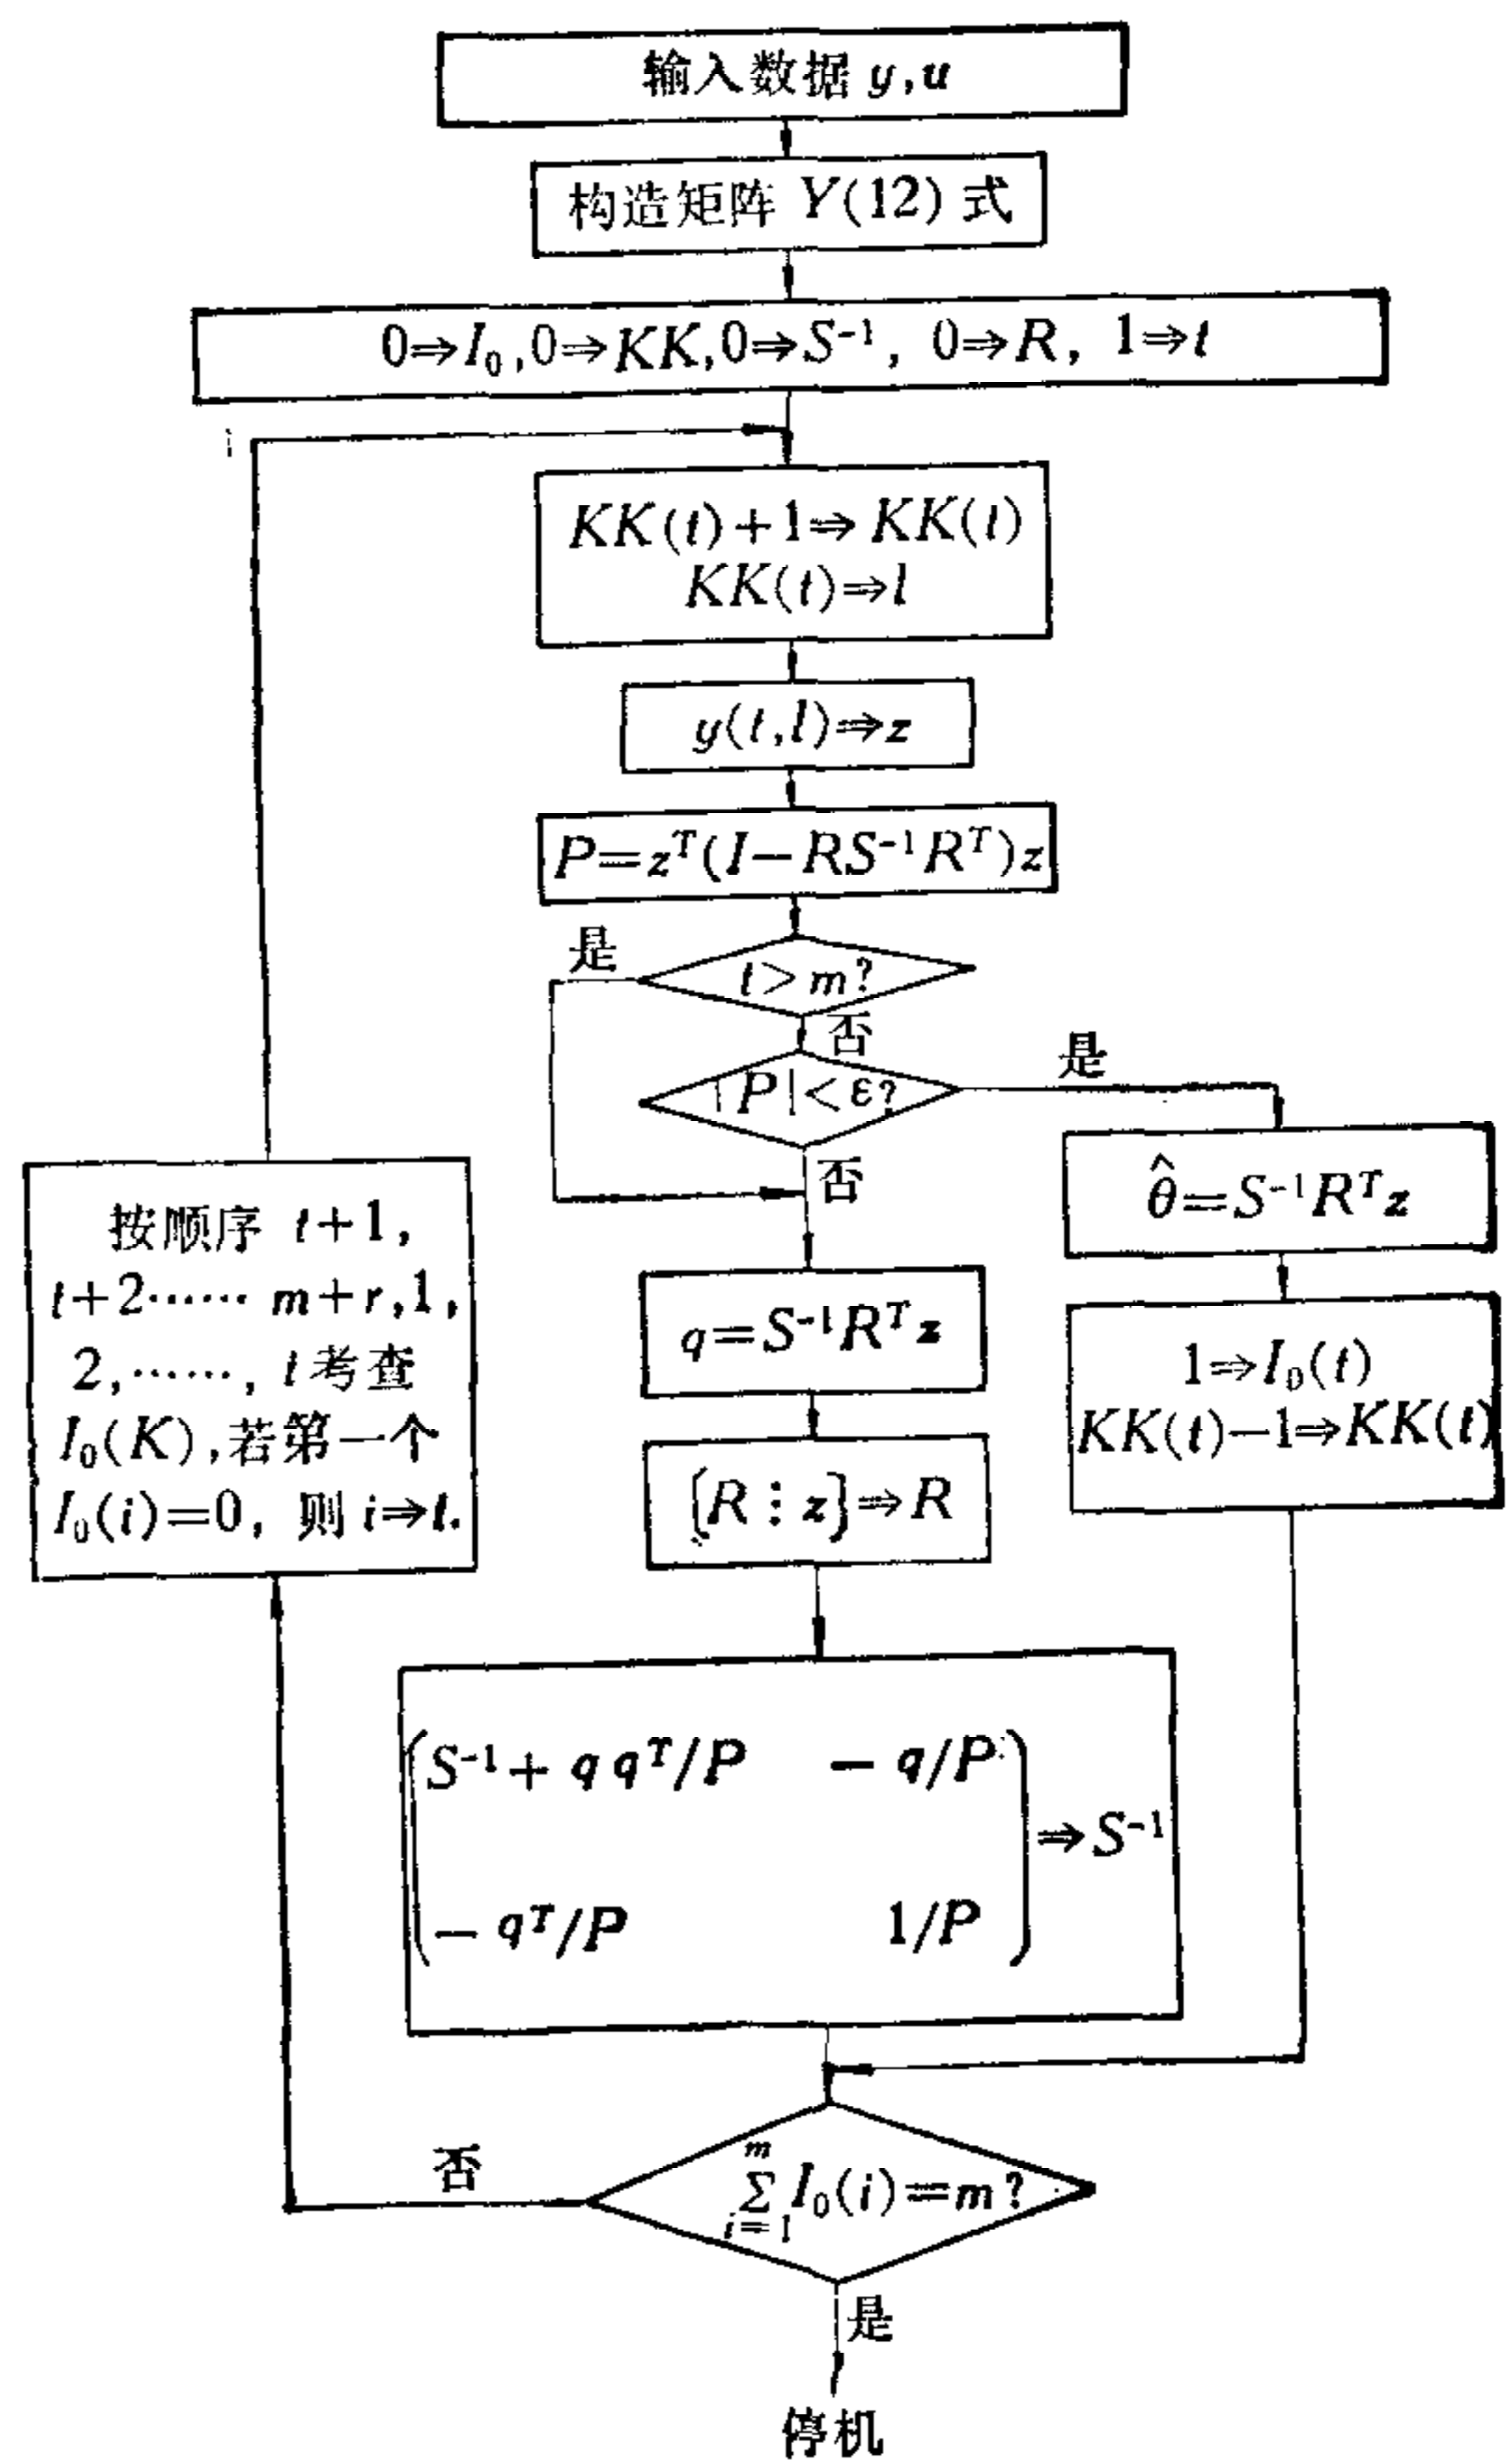 输入数据 y,u
构造矩阵 Y(12) 式
0⇒I₀,0⇒KK,0⇒S⁻¹, 0⇒R, 1⇒t
KK(t)+1⇒KK(t)
KK(t)⇒l
y(t,l)⇒z
P=zᵀ(I−RS⁻¹Rᵀ)z
是
t>m?
否
|P|<ε?
是
否
θ̂=S⁻¹Rᵀz
1⇒I₀(t)
KK(t)−1⇒KK(t)
q=S⁻¹Rᵀz
[R⋮z]⇒R
按顺序 t+1,
t+2…… m+r,1,
2,……, t考查
I₀(K),若第一个
I₀(i)=0, 则 i⇒t.
S⁻¹+ q qᵀ/P − q/P
⇒S⁻¹
− qᵀ/P 1/P
否
m
Σ I₀(i)=m?
i=1
是
停机